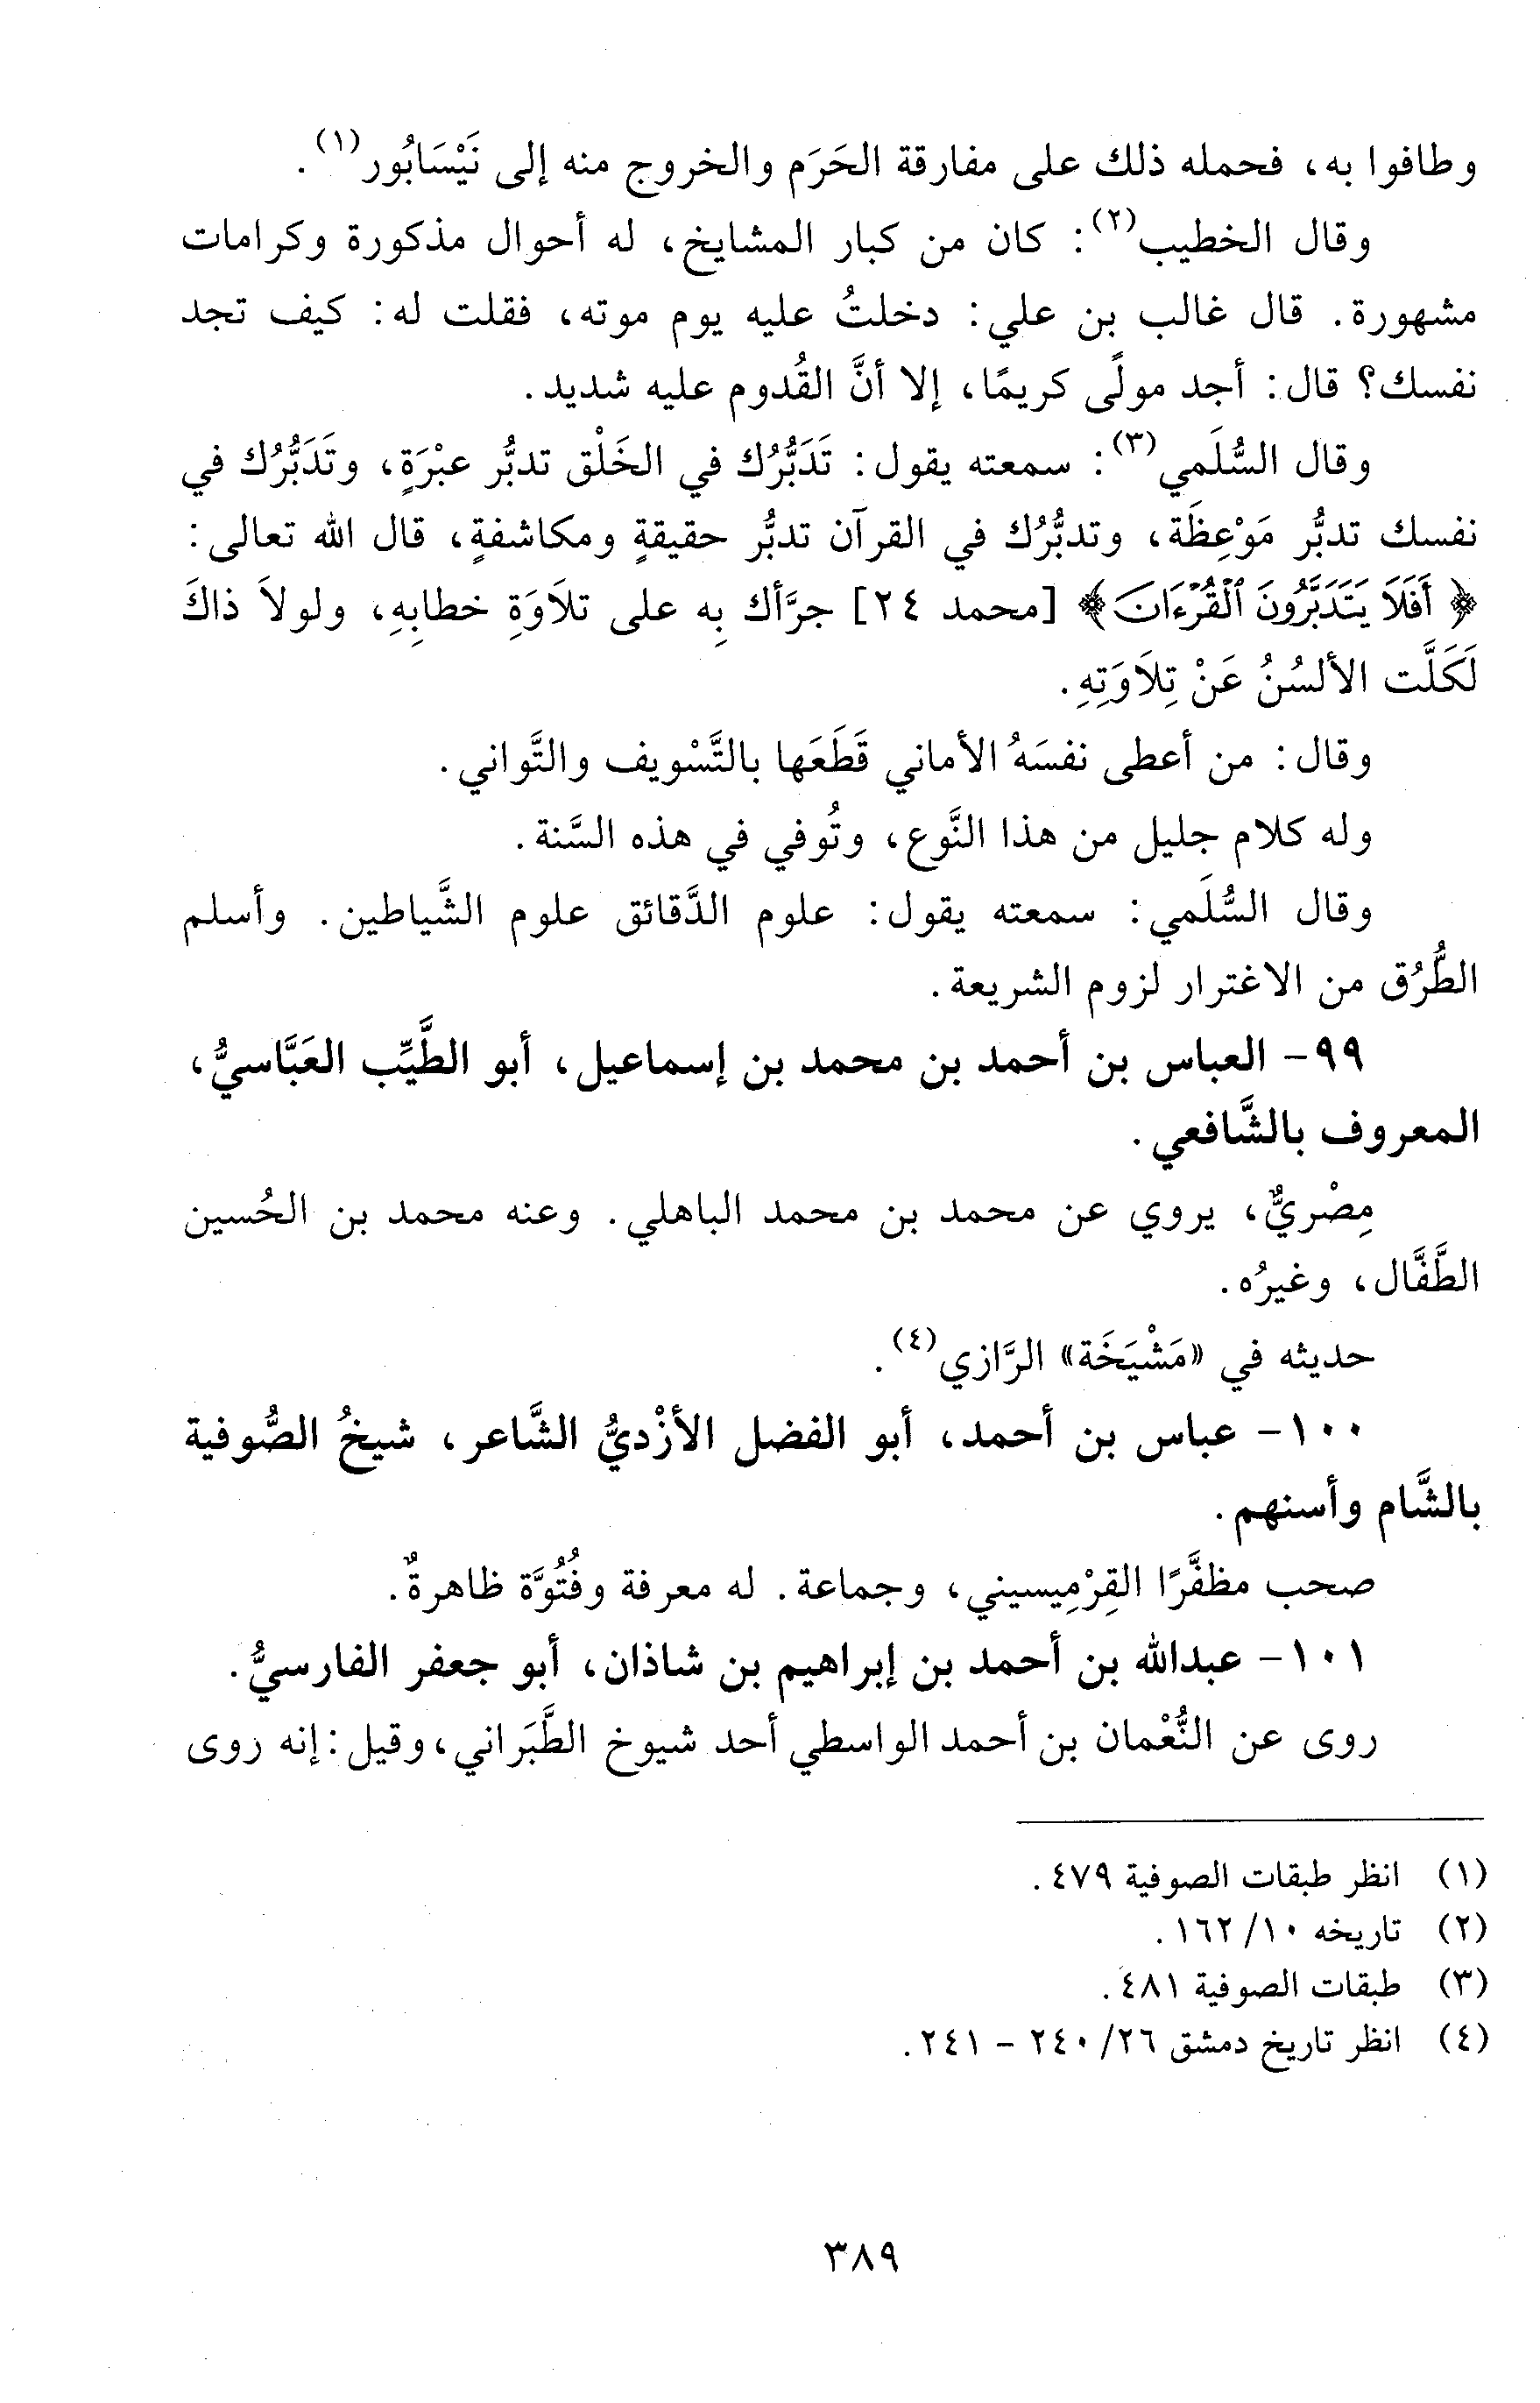 وطافوا به، فحمله ذلك على مفارقة الحَرَم والخروج منه إلى نَيْسَابُور(١).
وقال الخطيب(٢): كان من كبار المشايخ، له أحوال مذكورة وكرامات
مشهورة. قال غالب بن علي: دخلتُ عليه يوم موته، فقلت له: كيف تجد
نفسك؟ قال: أجد مولًى كريمًا، إلا أنَّ القُدوم عليه شديد.
وقال السُّلَمي(٣): سمعته يقول: تَدَبُّرُك في الخَلْق تدبُّر عبْرَةٍ، وتَدَبُّرُك في
نفسك تدبُّر مَوْعِظَة، وتدبُّرُك في القرآن تدبُّر حقيقةٍ ومكاشفةٍ، قال الله تعالى:
﴿أَفَلَا يَتَدَبَّرُونَ ٱلْقُرْءَانَ﴾ [محمد ٢٤] جرَّأك بِه على تلاَوَةِ خطابِهِ، ولولاَ ذاكَ
لَكَلَّت الألسُنُ عَنْ تِلاَوَتِهِ.
وقال: من أعطى نفسَهُ الأماني قَطَعَها بالتَّسْويف والتَّواني.
وله كلام جليل من هذا النَّوع، وتُوفي في هذه السَّنة.
وقال السُّلَمي: سمعته يقول: علوم الدَّقائق علوم الشَّياطين. وأسلم
الطُّرُق من الاغترار لزوم الشريعة.
٩٩- العباس بن أحمد بن محمد بن إسماعيل، أبو الطَّيِّب العَبَّاسيُّ،
المعروف بالشَّافعي.
مِصْريٌّ، يروي عن محمد بن محمد الباهلي. وعنه محمد بن الحُسين
الطَّفَّال، وغيرُه.
حديثه في «مَشْيَخَة» الرَّازي(٤).
١٠٠- عباس بن أحمد، أبو الفضل الأزْديُّ الشَّاعر، شيخُ الصُّوفية
بالشَّام وأسنهم.
صحب مظفَّرًا القِرْمِيسيني، وجماعة. له معرفة وفُتُوَّة ظاهرةٌ.
١٠١- عبدالله بن أحمد بن إبراهيم بن شاذان، أبو جعفر الفارسيُّ.
روى عن النُّعْمان بن أحمد الواسطي أحد شيوخ الطَّبَراني، وقيل: إنه روى
(١) انظر طبقات الصوفية ٤٧٩.
(٢) تاريخه ١٠/ ١٦٢.
(٣) طبقات الصوفية ٤٨١.
(٤) انظر تاريخ دمشق ٢٦/ ٢٤٠ - ٢٤١.
٣٨٩